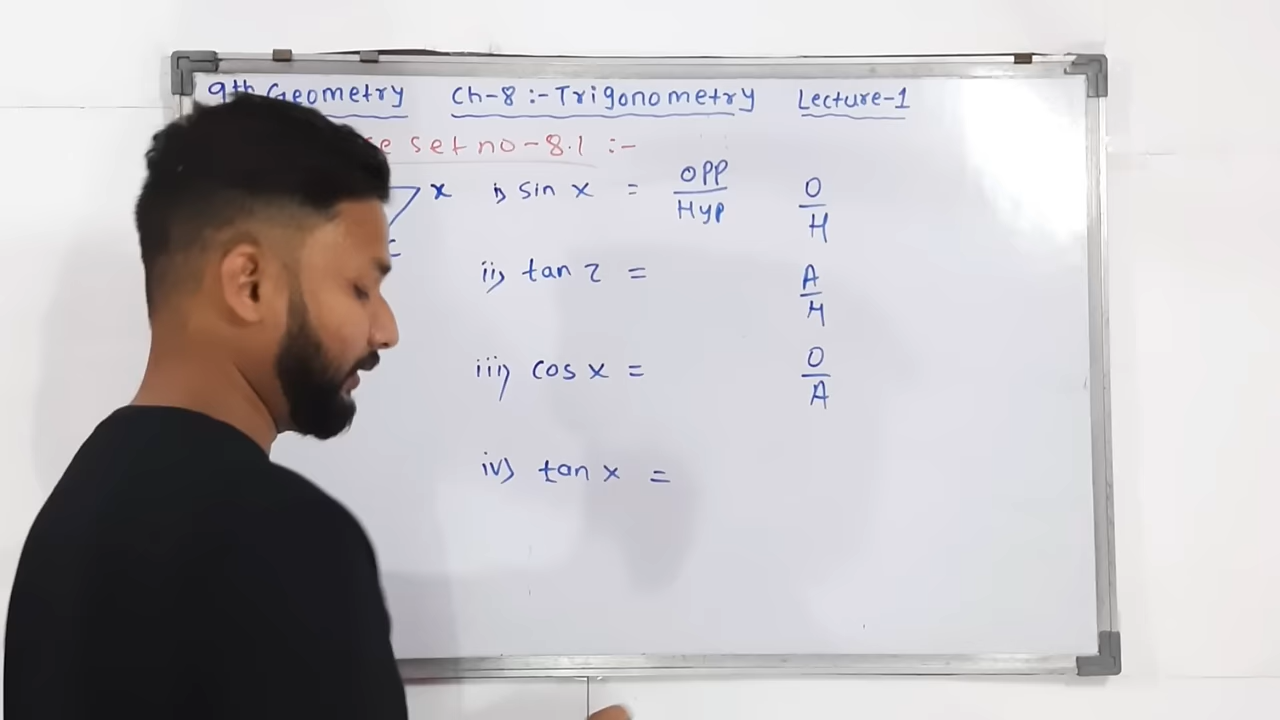 9th Geometry Ch-8 :- Trigonometry Lecture-1
set no-8.1 :-
x i) sin x = OPP/Hyp O/H
ii) tan z = A/H
iii) cos x = O/A
iv) tan x =